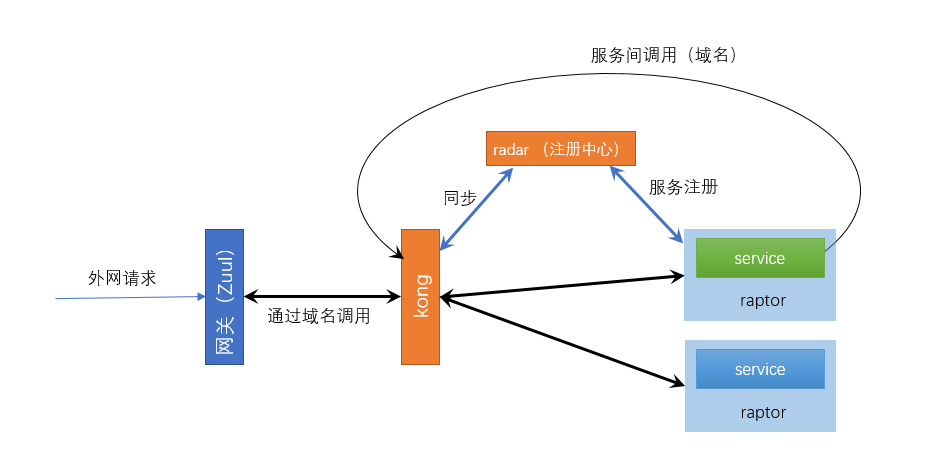 服务间调用（域名）
radar （注册中心）
同步
服务注册
外网请求
网关（Zuul）
通过域名调用
kong
service
raptor
service
raptor